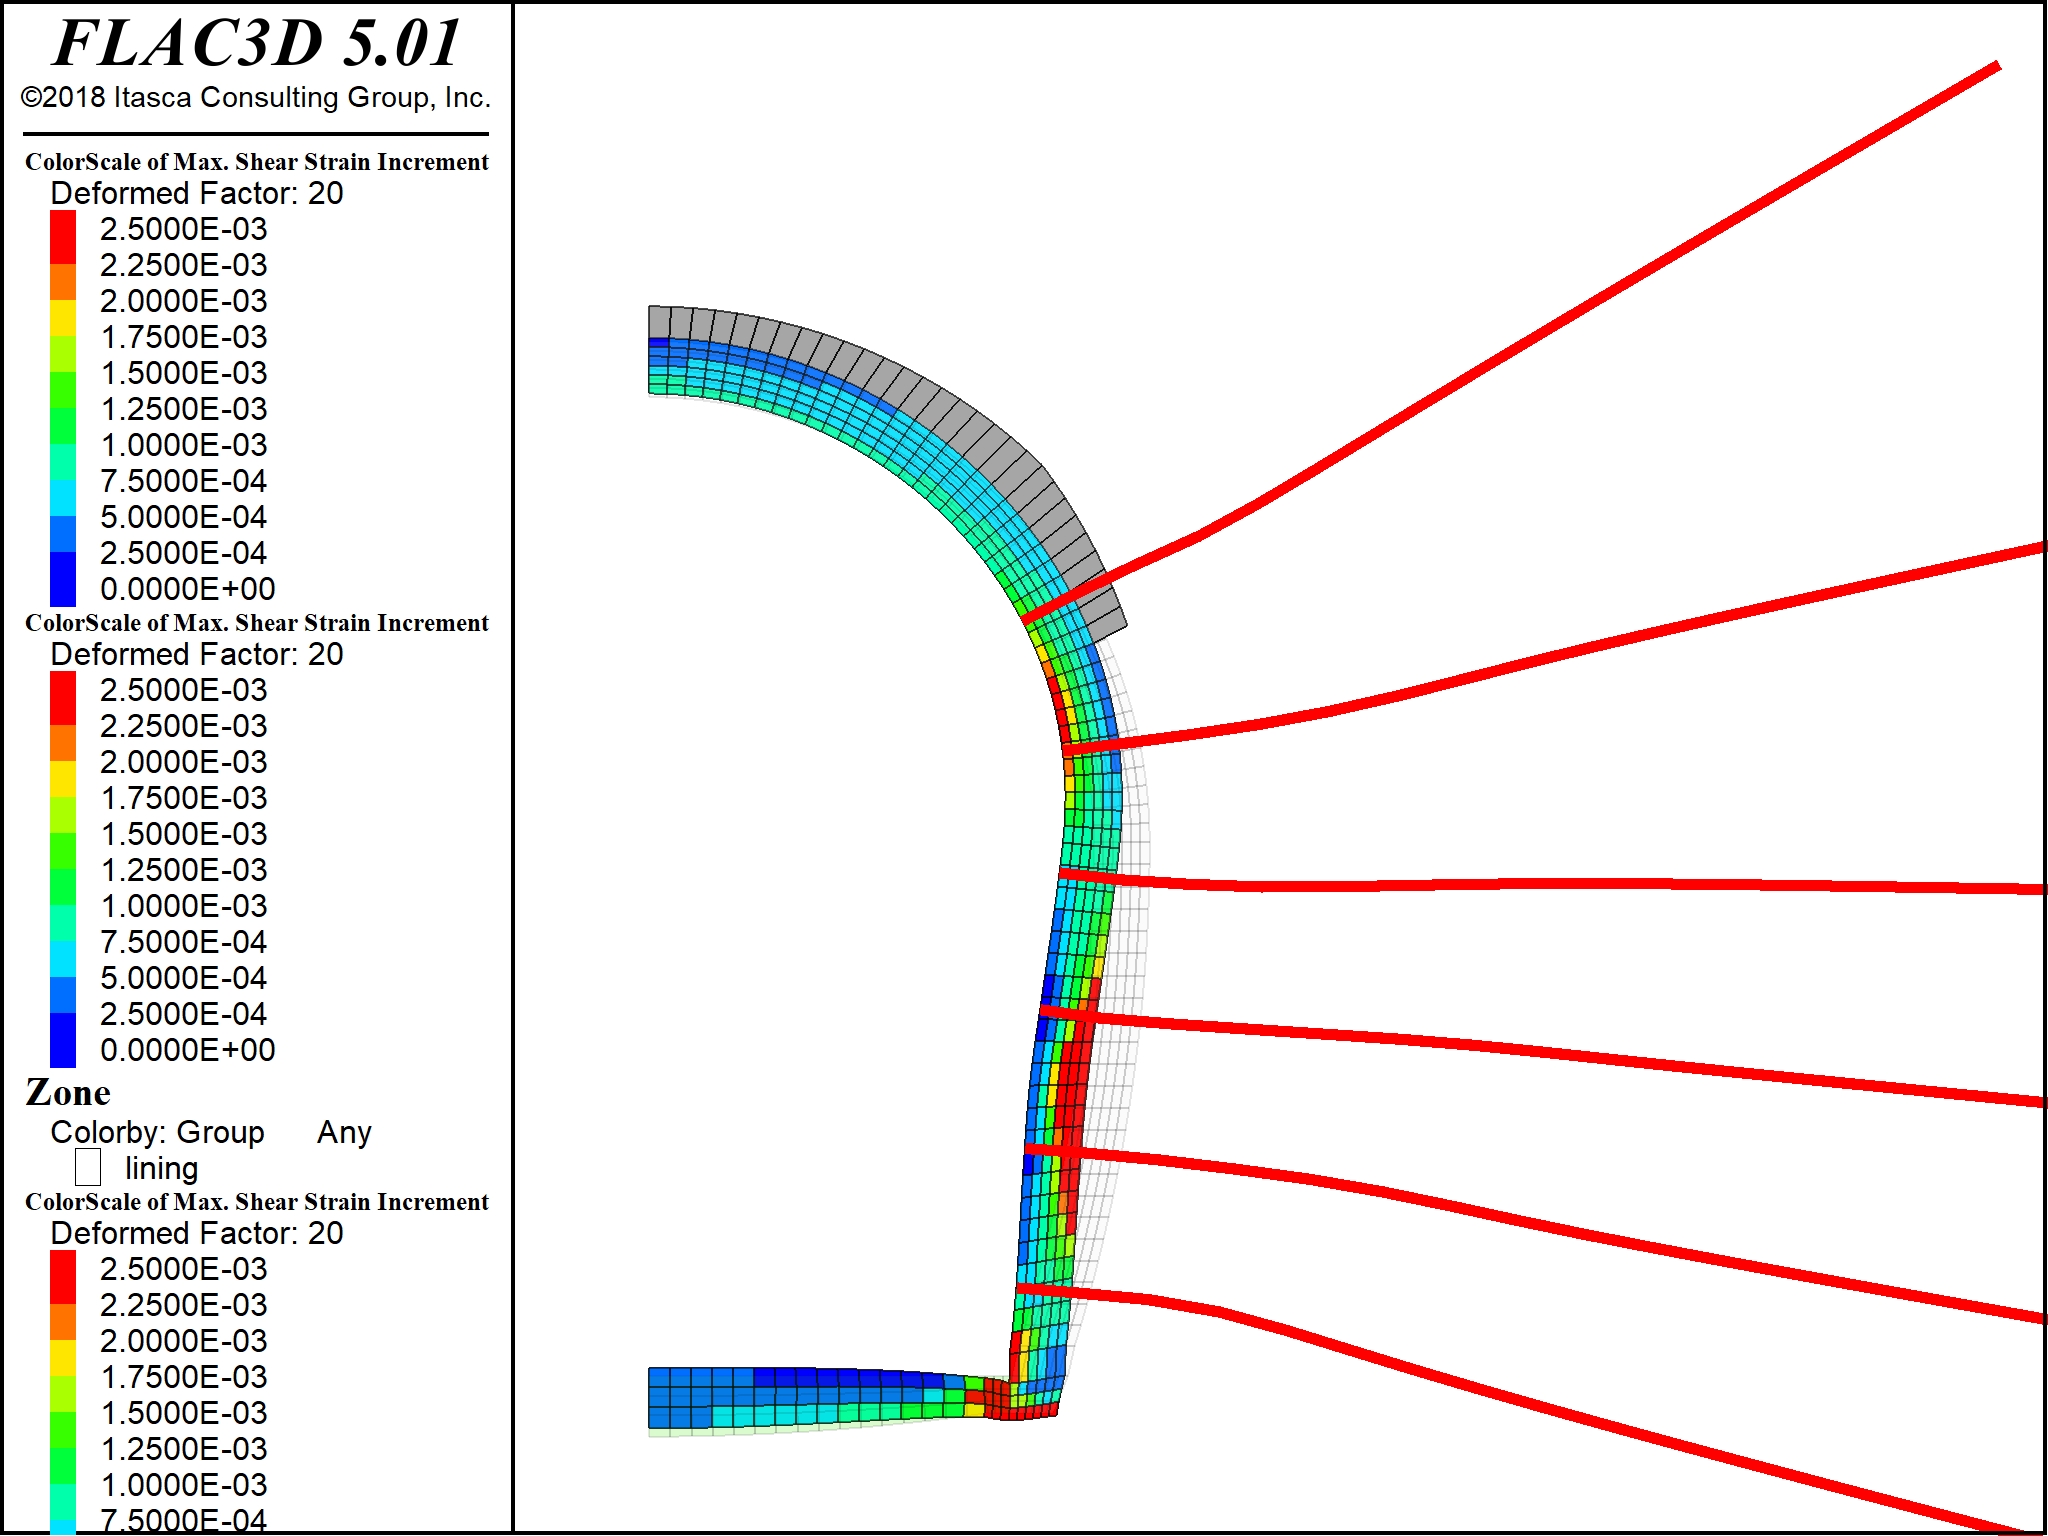 FLAC3D 5.01
©2018 Itasca Consulting Group, Inc.
ColorScale of Max. Shear Strain Increment
Deformed Factor: 20
2.5000E-03
2.2500E-03
2.0000E-03
1.7500E-03
1.5000E-03
1.2500E-03
1.0000E-03
7.5000E-04
5.0000E-04
2.5000E-04
0.0000E+00
ColorScale of Max. Shear Strain Increment
Deformed Factor: 20
2.5000E-03
2.2500E-03
2.0000E-03
1.7500E-03
1.5000E-03
1.2500E-03
1.0000E-03
7.5000E-04
5.0000E-04
2.5000E-04
0.0000E+00
Zone
Colorby: Group Any
lining
ColorScale of Max. Shear Strain Increment
Deformed Factor: 20
2.5000E-03
2.2500E-03
2.0000E-03
1.7500E-03
1.5000E-03
1.2500E-03
1.0000E-03
7.5000E-04